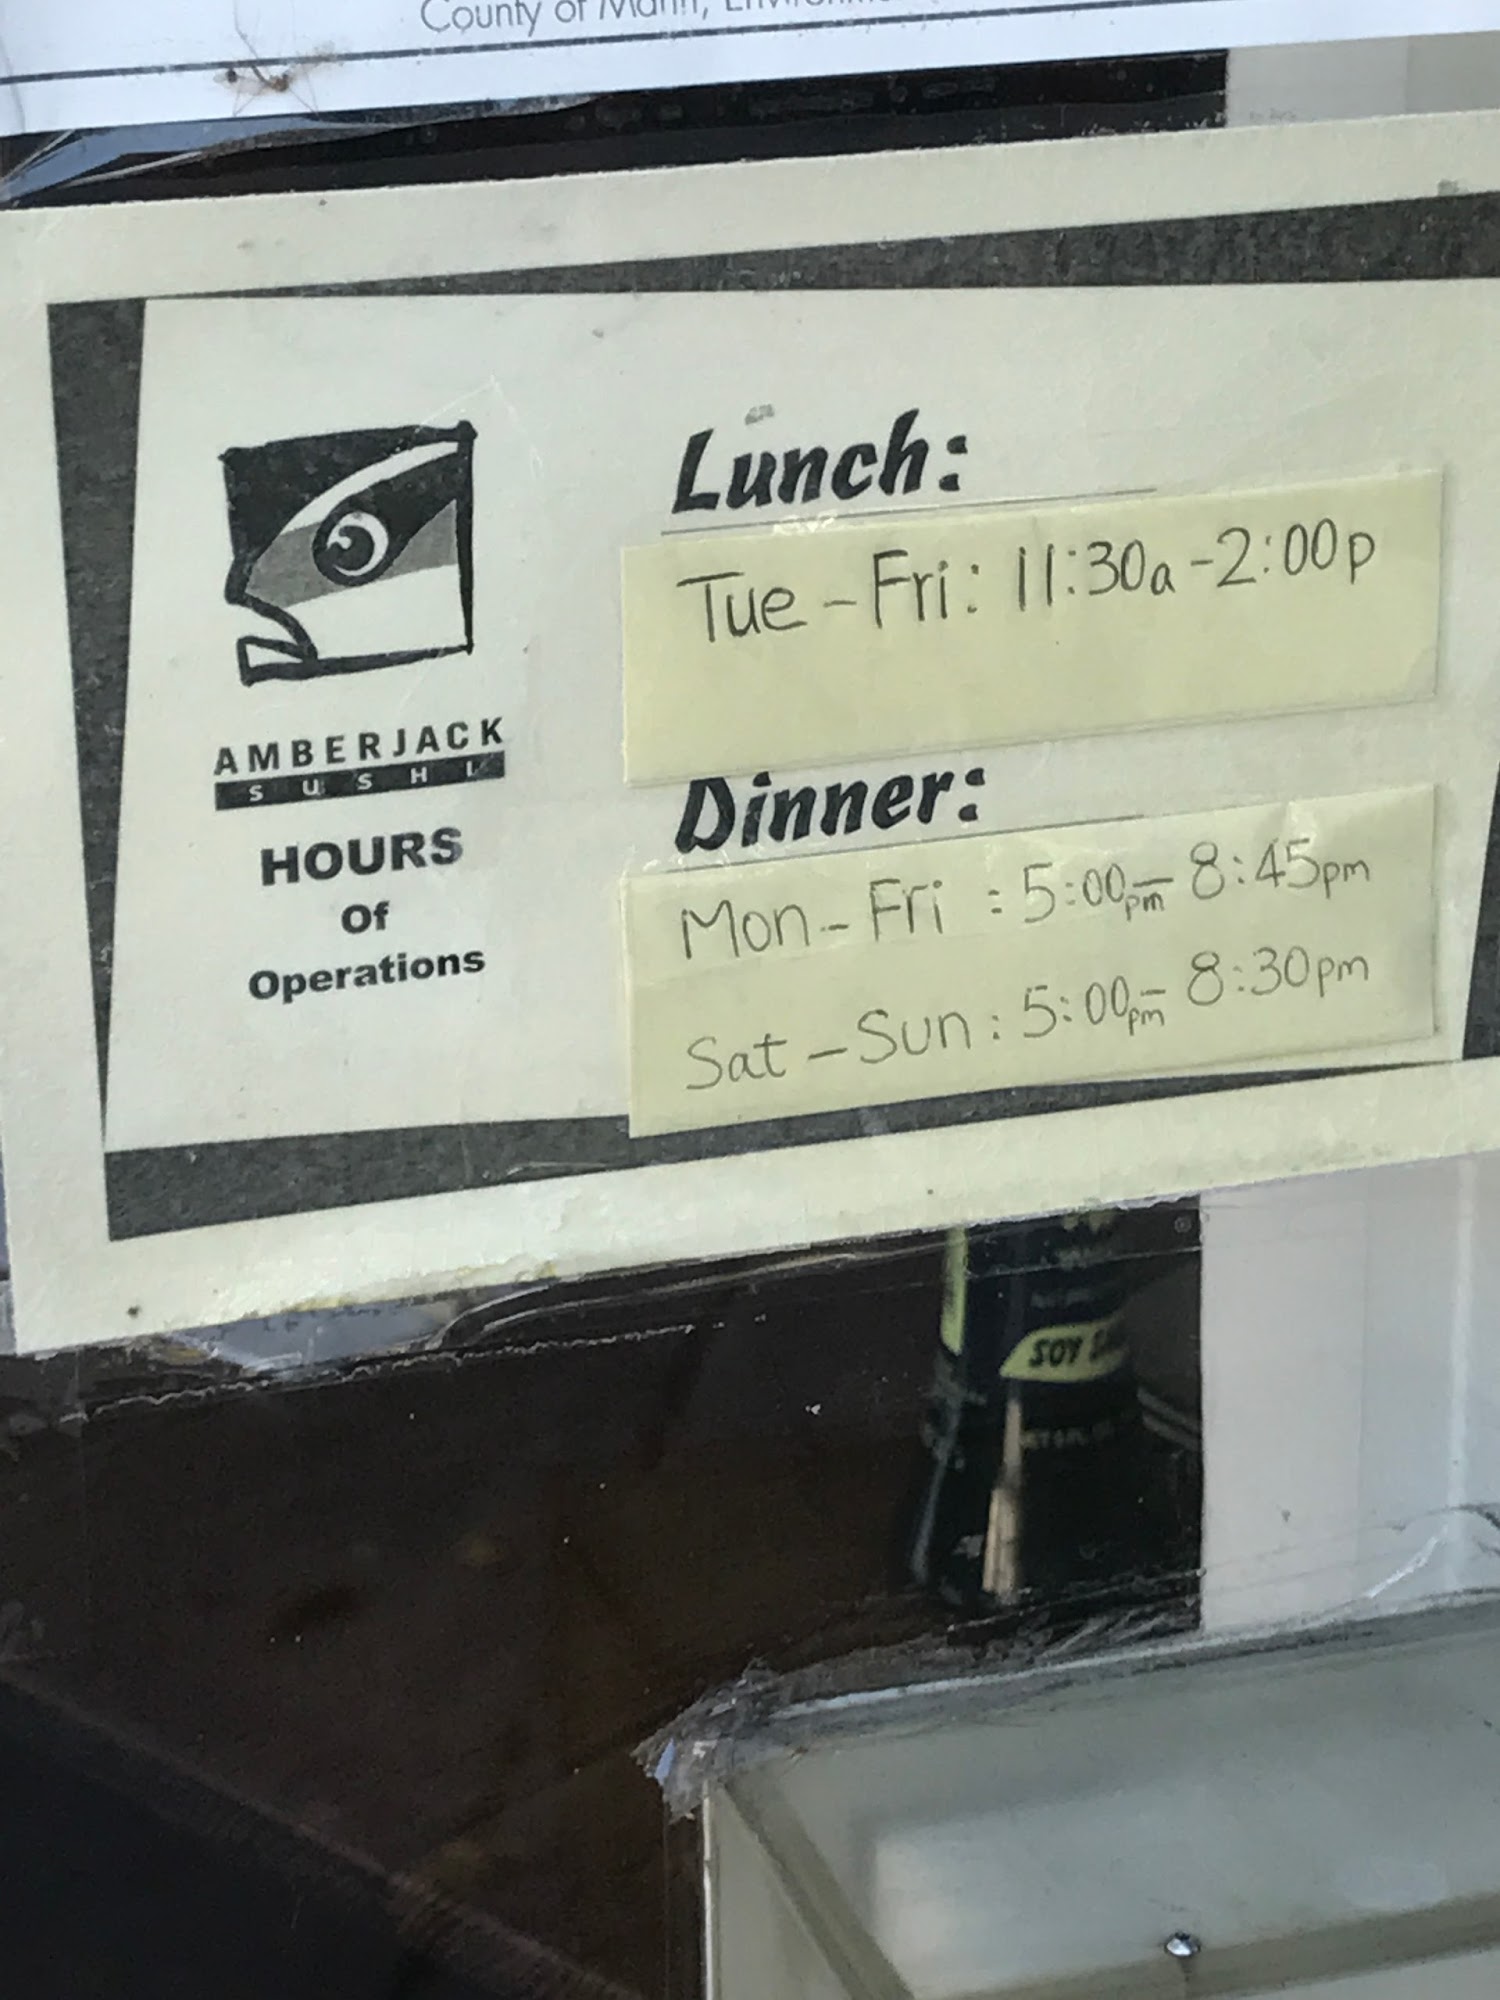 County of Marin,
Lunch:
Tue - Fri: 11:30a - 2:00p
AMBERJACK
SUSHI
HOURS
Of
Operations
Dinner:
Mon - Fri : 5:00pm - 8:45pm
Sat - Sun : 5:00pm - 8:30pm
SOY